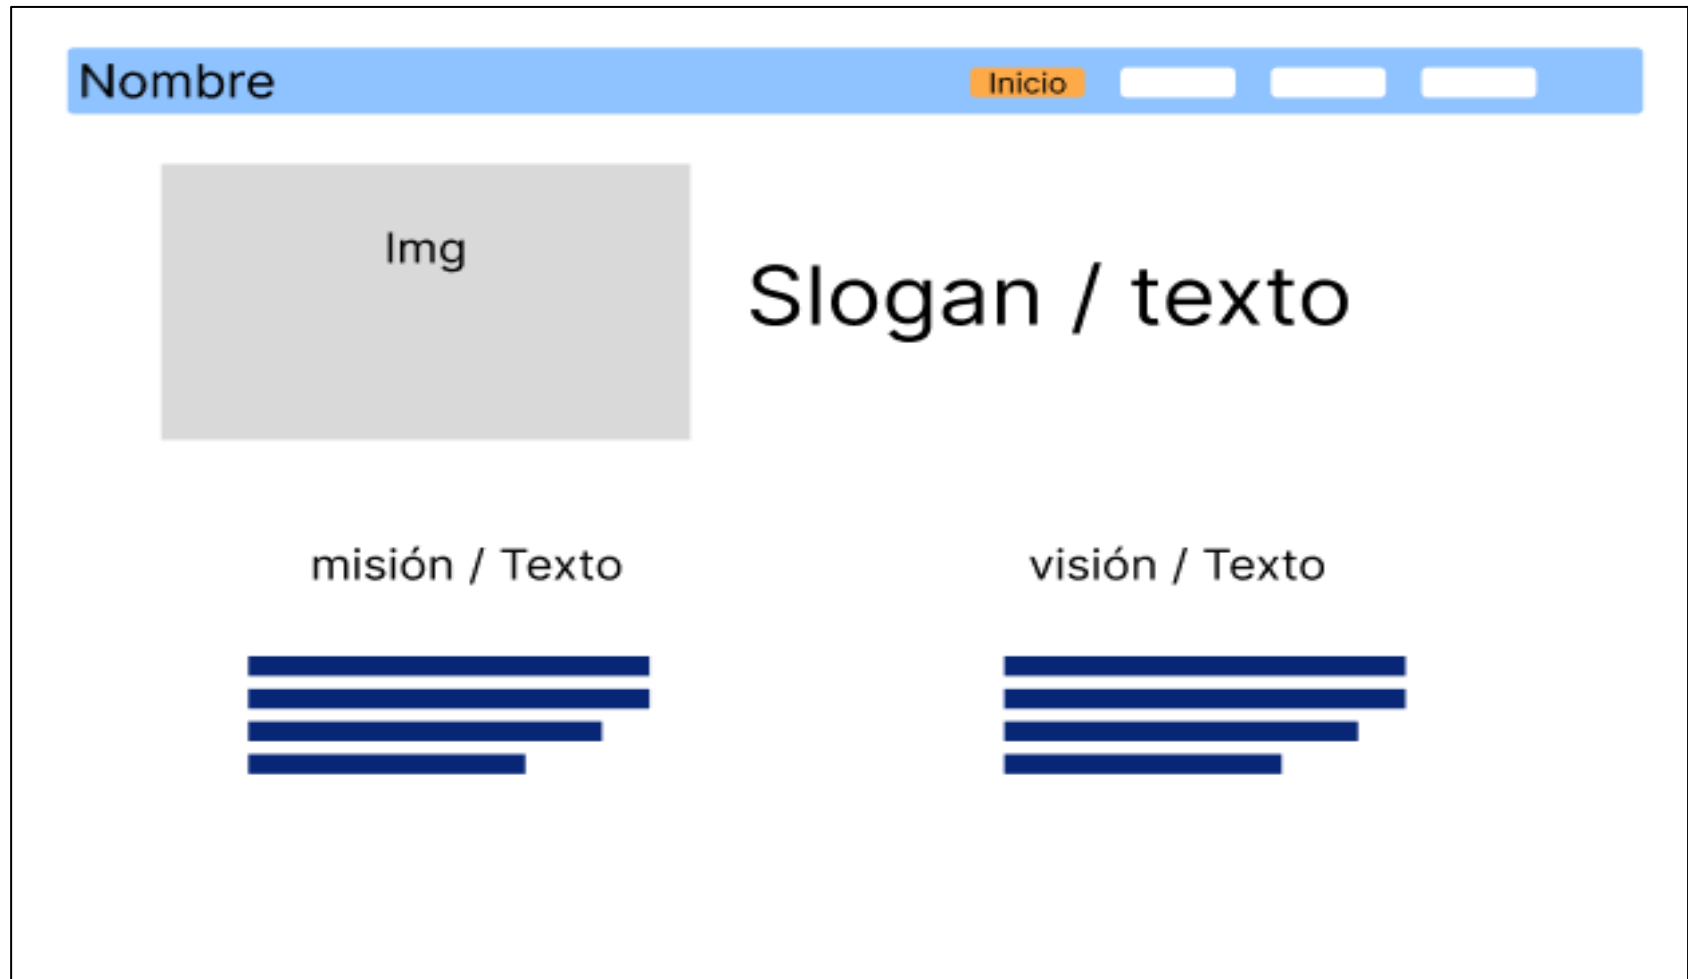 Nombre
Inicio
Img
Slogan / texto
misión / Texto
visión / Texto